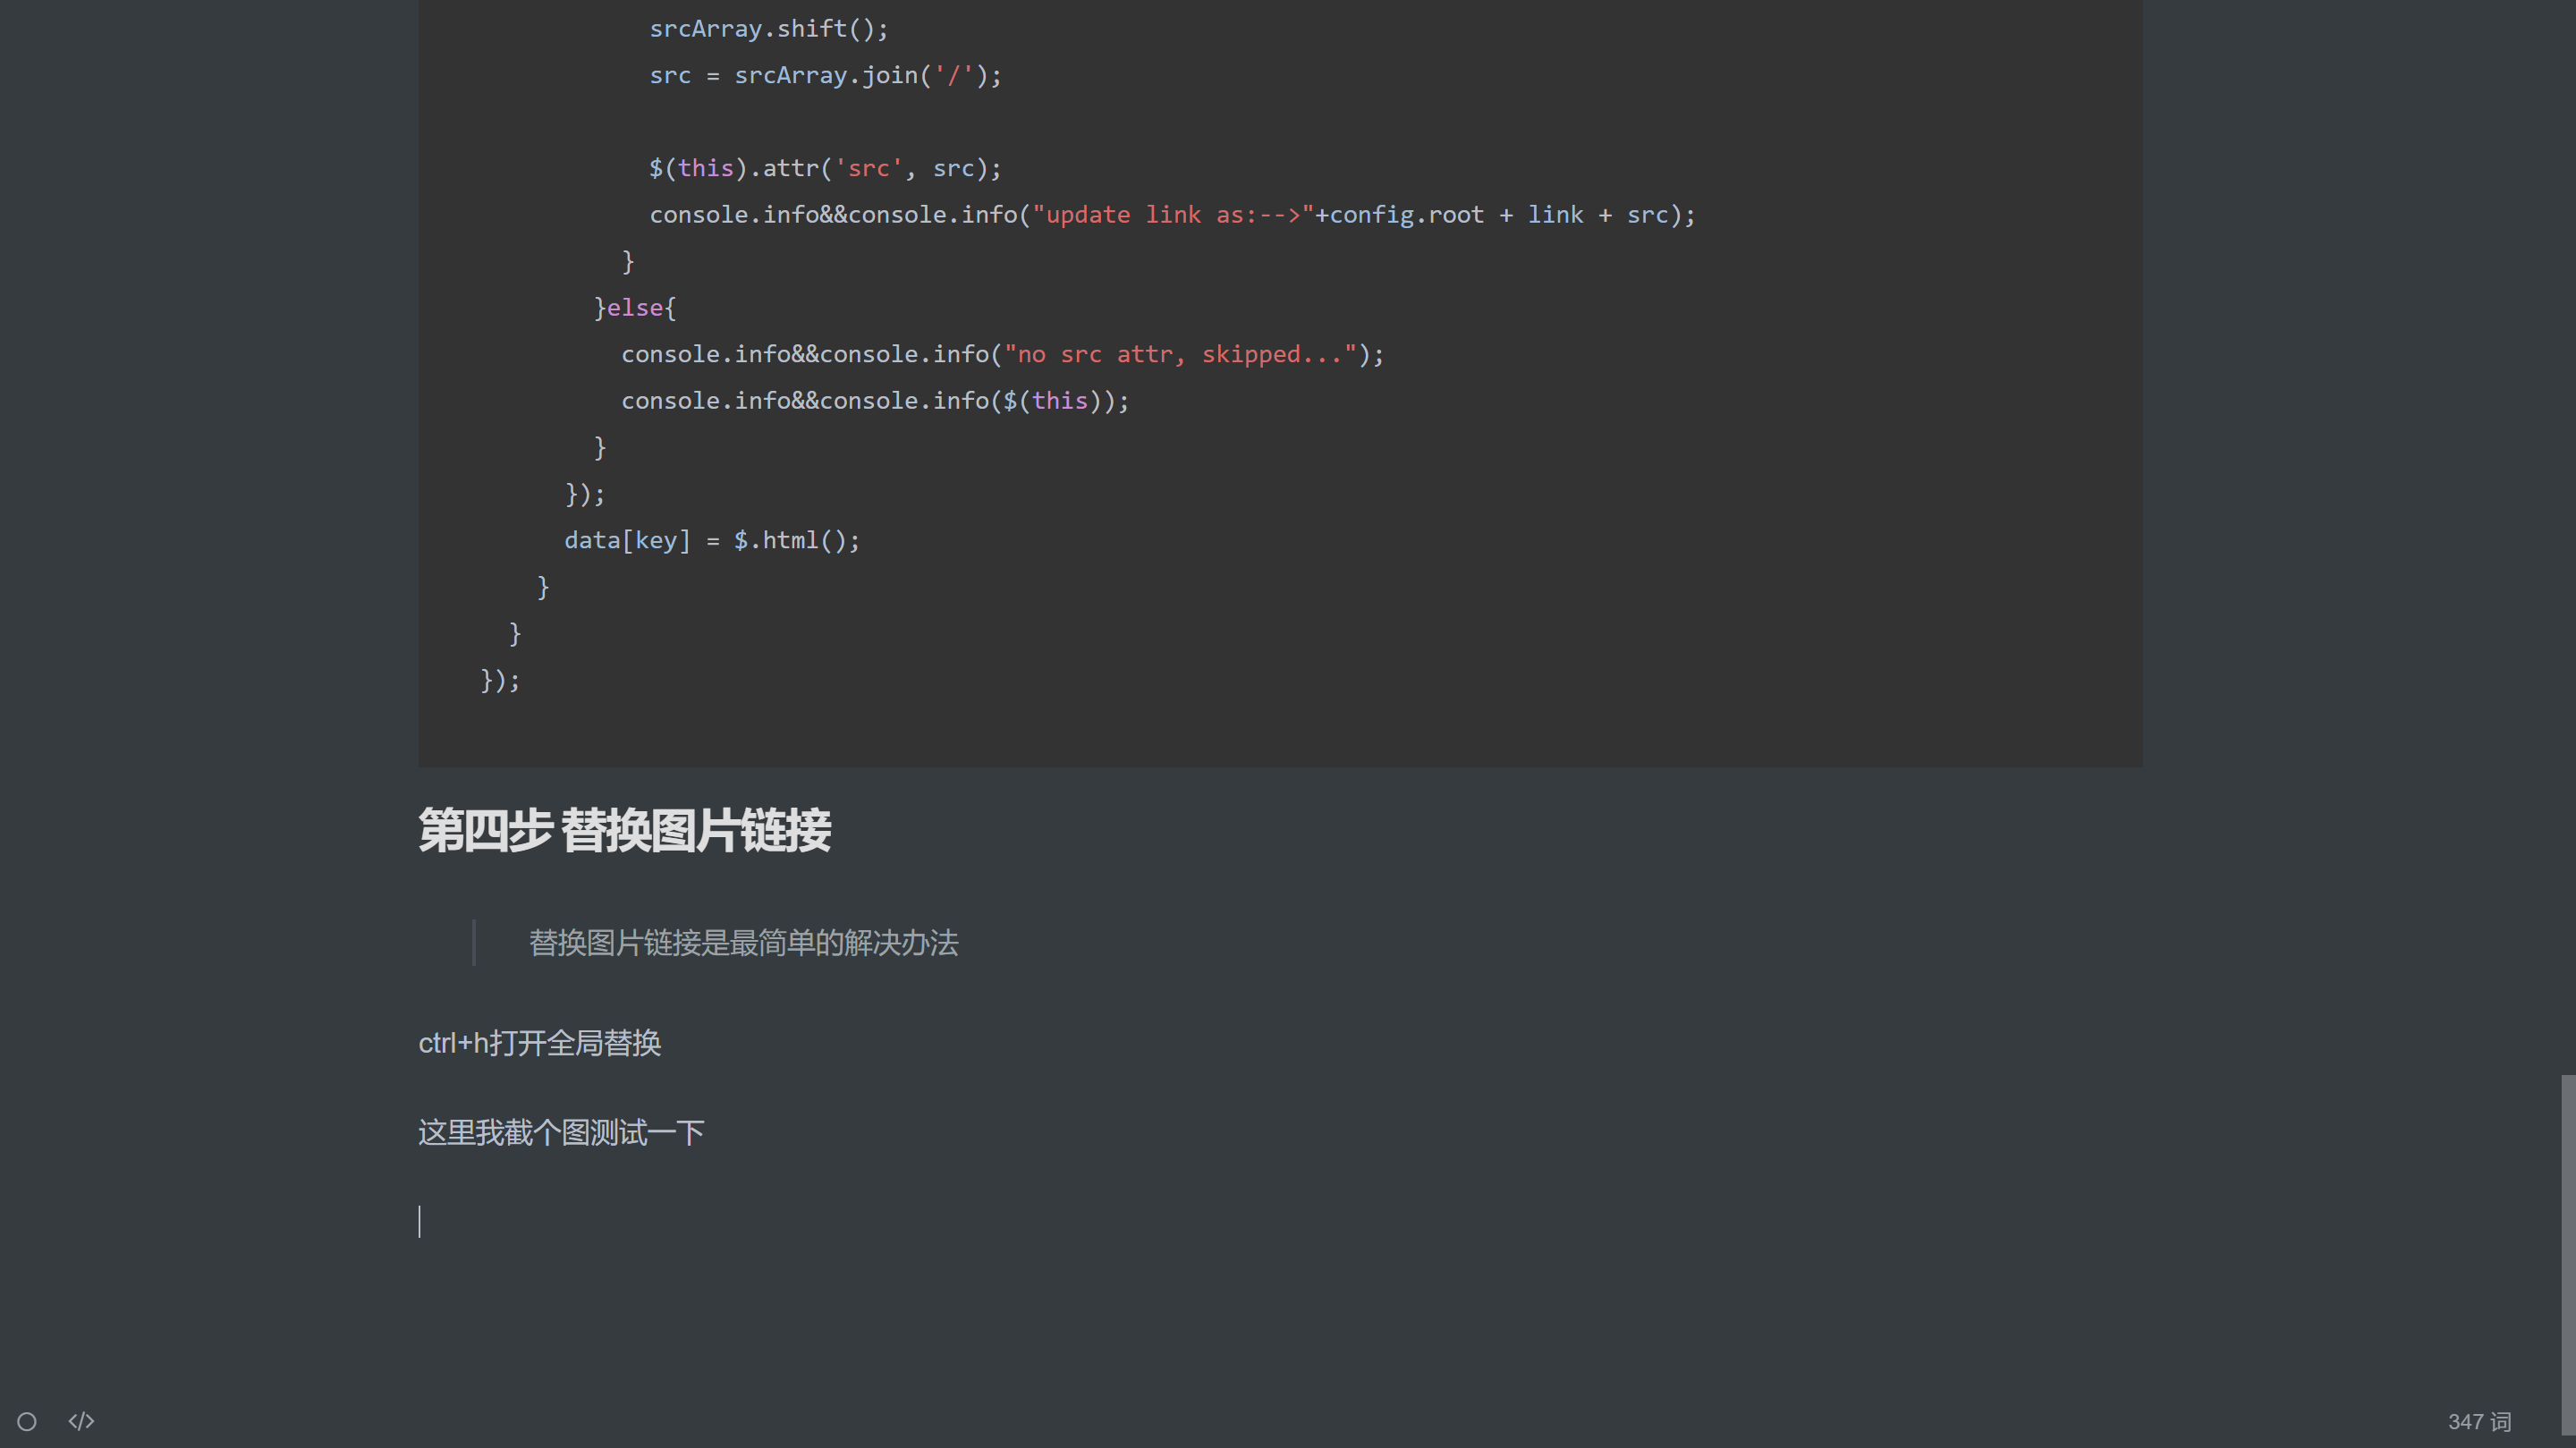 srcArray.shift();
src = srcArray.join('/');
$(this).attr('src', src);
console.info&&console.info("update link as:-->"+config.root + link + src);
}
}else{
console.info&&console.info("no src attr, skipped...");
console.info&&console.info($(this));
}
});
data[key] = $.html();
}
}
});
第四步 替换图片链接
替换图片链接是最简单的解决办法
ctrl+h打开全局替换
这里我截个图测试一下
</> 347 词